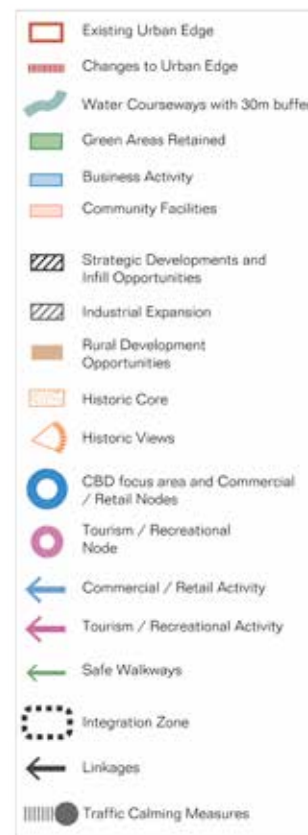 Existing Urban Edge
Changes to Urban Edge
Water Courseways with 30m buffer
Green Areas Retained
Business Activity
Community Facilities
Strategic Developments and
Infill Opportunities
Industrial Expansion
Rural Development
Opportunities
Historic Core
Historic Views
CBD focus area and Commercial
/ Retail Nodes
Tourism / Recreational
Node
Commercial / Retail Activity
Tourism / Recreational Activity
Safe Walkways
Integration Zone
Linkages
Traffic Calming Measures